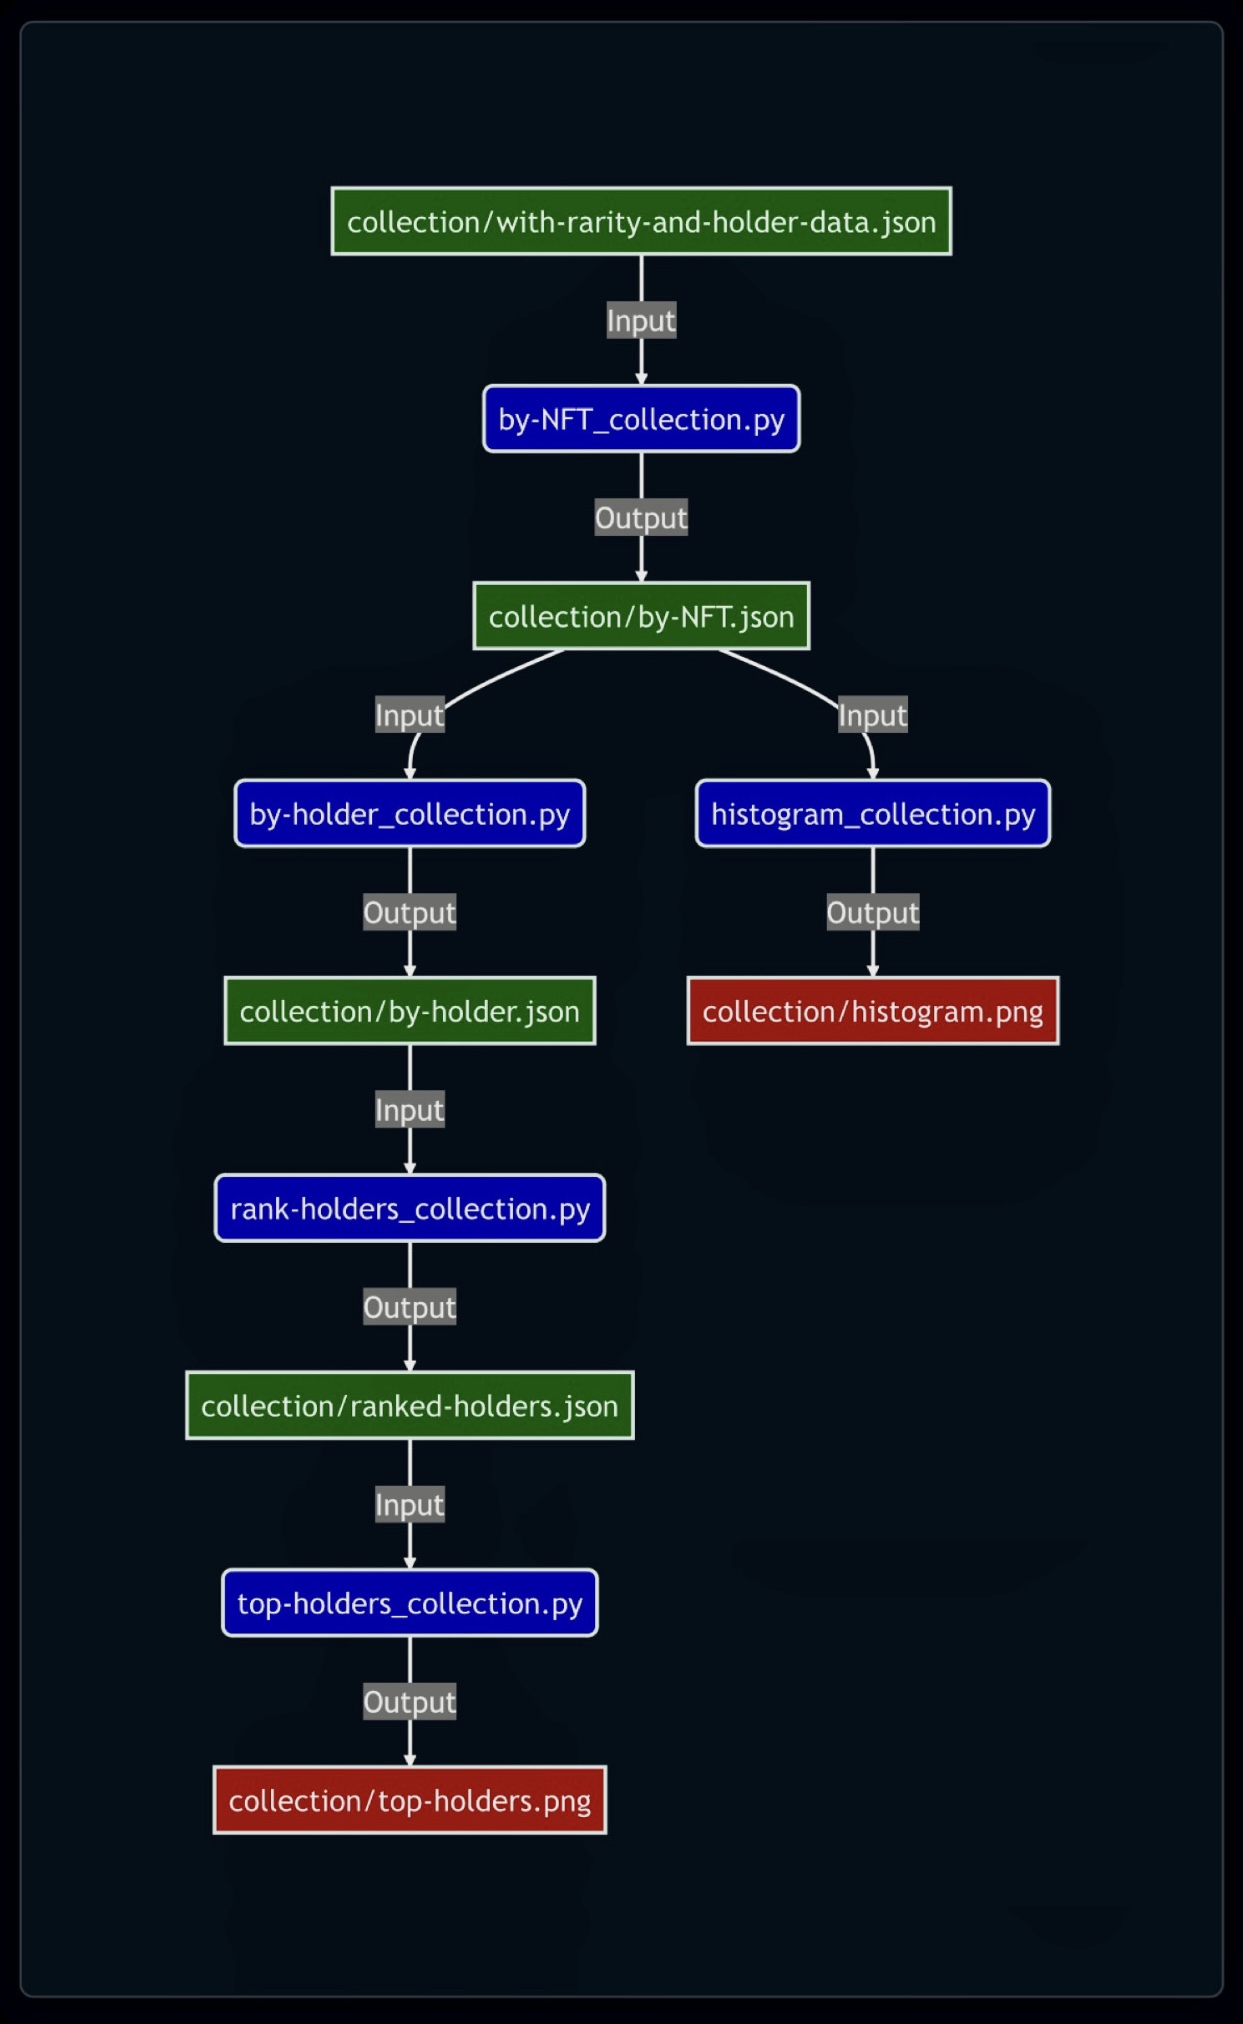 collection/with-rarity-and-holder-data.json
Input
by-NFT_collection.py
Output
collection/by-NFT.json
Input
Input
by-holder_collection.py
histogram_collection.py
Output
Output
collection/by-holder.json
collection/histogram.png
Input
rank-holders_collection.py
Output
collection/ranked-holders.json
Input
top-holders_collection.py
Output
collection/top-holders.png